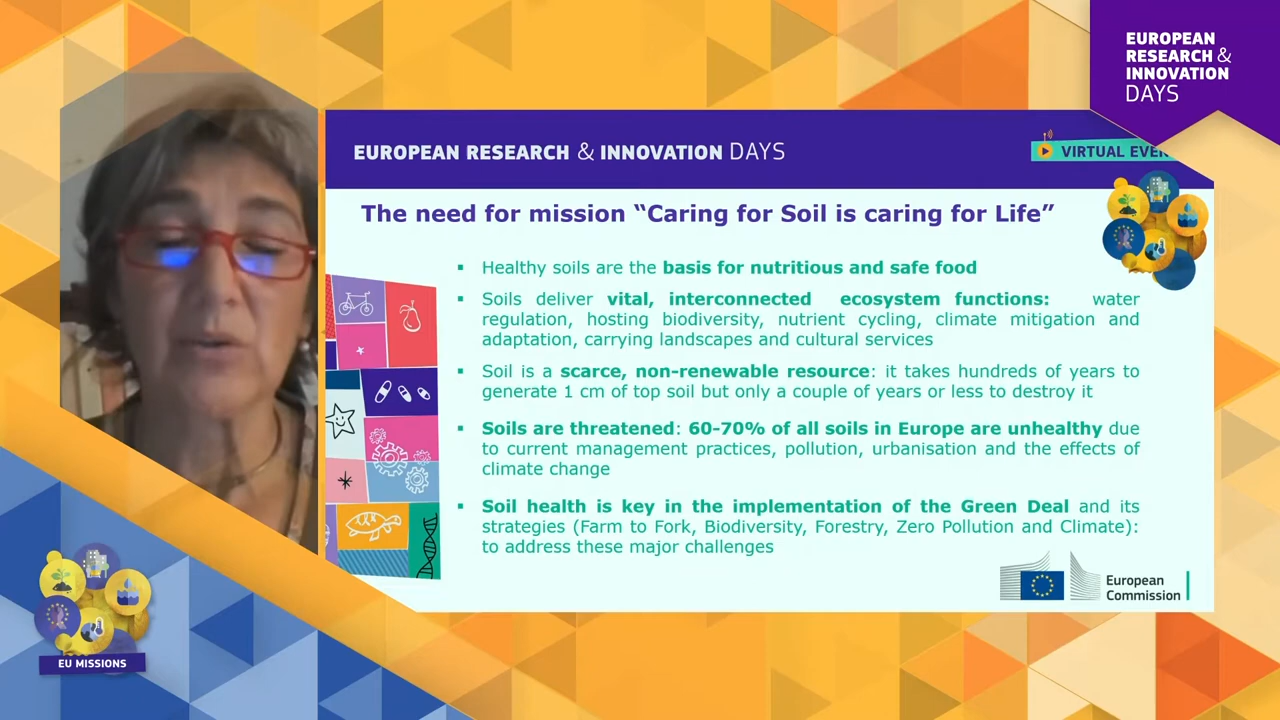 EUROPEAN
RESEARCH &
INNOVATION
DAYS
EUROPEAN RESEARCH & INNOVATION DAYS
VIRTUAL
The need for mission “Caring for Soil is caring for Life”
▪ Healthy soils are the basis for nutritious and safe food
▪ Soils deliver vital, interconnected ecosystem functions: water
regulation, hosting biodiversity, nutrient cycling, climate mitigation and
adaptation, carrying landscapes and cultural services
▪ Soil is a scarce, non-renewable resource: it takes hundreds of years to
generate 1 cm of top soil but only a couple of years or less to destroy it
▪ Soils are threatened: 60-70% of all soils in Europe are unhealthy due
to current management practices, pollution, urbanisation and the effects of
climate change
▪ Soil health is key in the implementation of the Green Deal and its
strategies (Farm to Fork, Biodiversity, Forestry, Zero Pollution and Climate):
to address these major challenges
European
Commission
EU MISSIONS